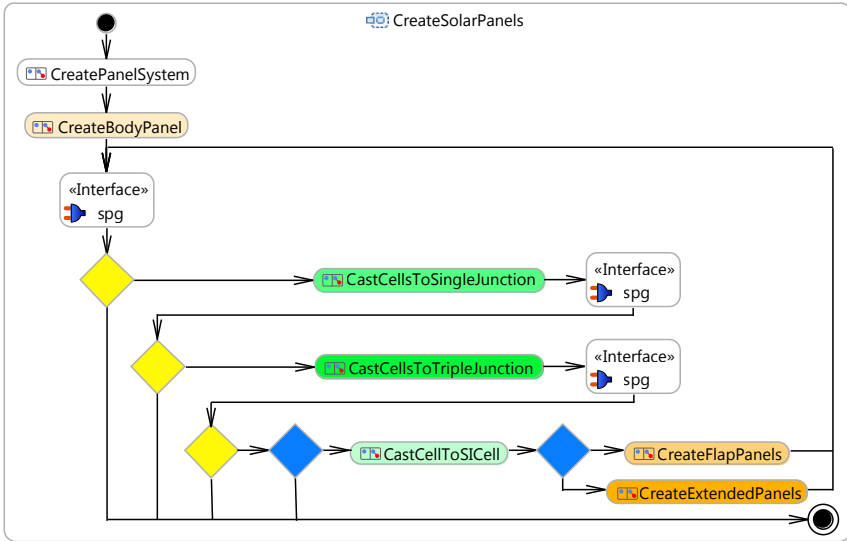 CreateSolarPanels
CreatePanelSystem
CreateBodyPanel
«Interface»
spg
CastCellsToSingleJunction
«Interface»
spg
CastCellsToTripleJunction
«Interface»
spg
CastCellToSICell
CreateFlapPanels
CreateExtendedPanels